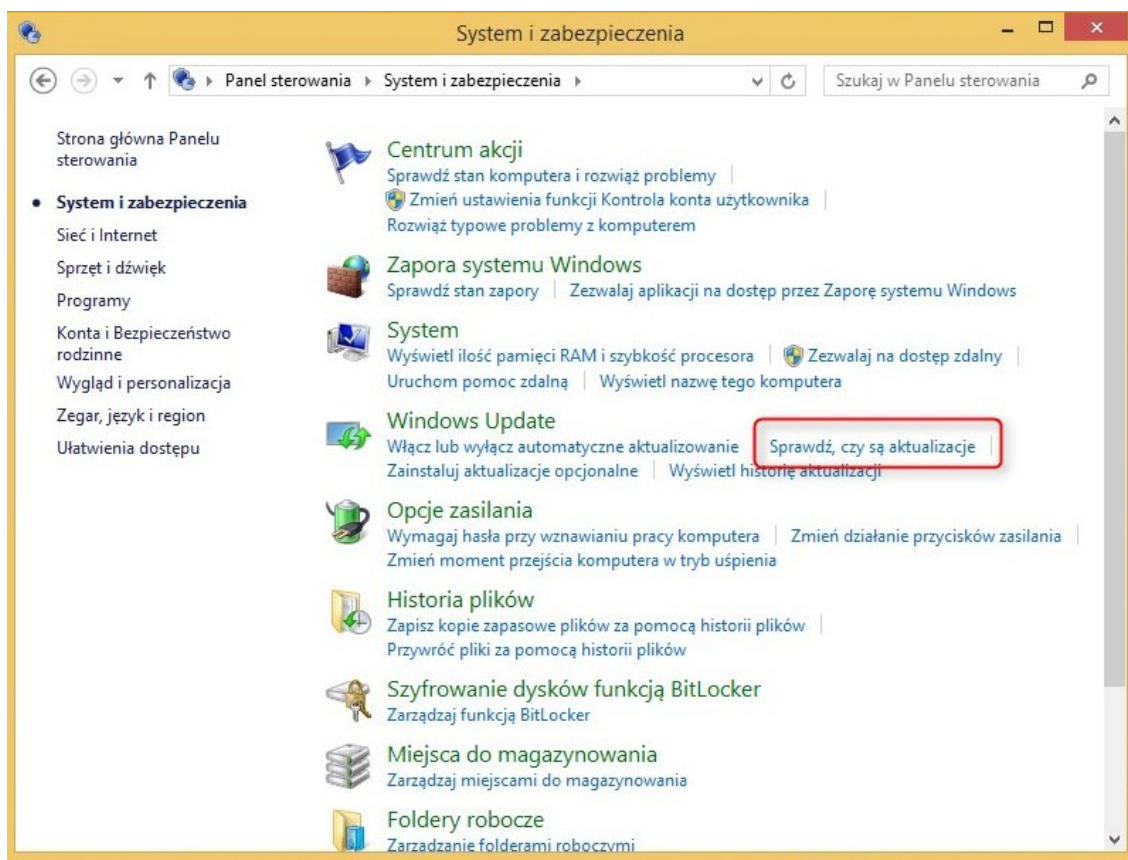 System i zabezpieczenia
Panel sterowania System i zabezpieczenia
Szukaj w Panelu sterowania
Strona główna Panelu
sterowania
System i zabezpieczenia
Sieć i Internet
Sprzęt i dźwięk
Programy
Konta i Bezpieczeństwo
rodzinne
Wygląd i personalizacja
Zegar, język i region
Ułatwienia dostępu
Centrum akcji
Sprawdź stan komputera i rozwiąż problemy
Zmień ustawienia funkcji Kontrola konta użytkownika
Rozwiąż typowe problemy z komputerem
Zapora systemu Windows
Sprawdź stan zapory Zezwalaj aplikacji na dostęp przez Zaporę systemu Windows
System
Wyświetl ilość pamięci RAM i szybkość procesora Zezwalaj na dostęp zdalny
Uruchom pomoc zdalną Wyświetl nazwę tego komputera
Windows Update
Włącz lub wyłącz automatyczne aktualizowanie Sprawdź, czy są aktualizacje
Zainstaluj aktualizacje opcjonalne Wyświetl historię aktualizacji
Opcje zasilania
Wymagaj hasła przy wznawianiu pracy komputera Zmień działanie przycisków zasilania
Zmień moment przejścia komputera w tryb uśpienia
Historia plików
Zapisz kopie zapasowe plików za pomocą historii plików
Przywróć pliki za pomocą historii plików
Szyfrowanie dysków funkcją BitLocker
Zarządzaj funkcją BitLocker
Miejsca do magazynowania
Zarządzaj miejscami do magazynowania
Foldery robocze
Zarządzanie folderami roboczymi